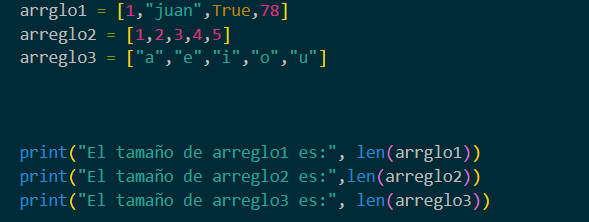 arrglo1 = [1,"juan",True,78]
arreglo2 = [1,2,3,4,5]
arreglo3 = ["a","e","i","o","u"]
print("El tamaño de arreglo1 es:", len(arrglo1))
print("El tamaño de arreglo2 es:",len(arreglo2))
print("El tamaño de arreglo3 es:", len(arreglo3))